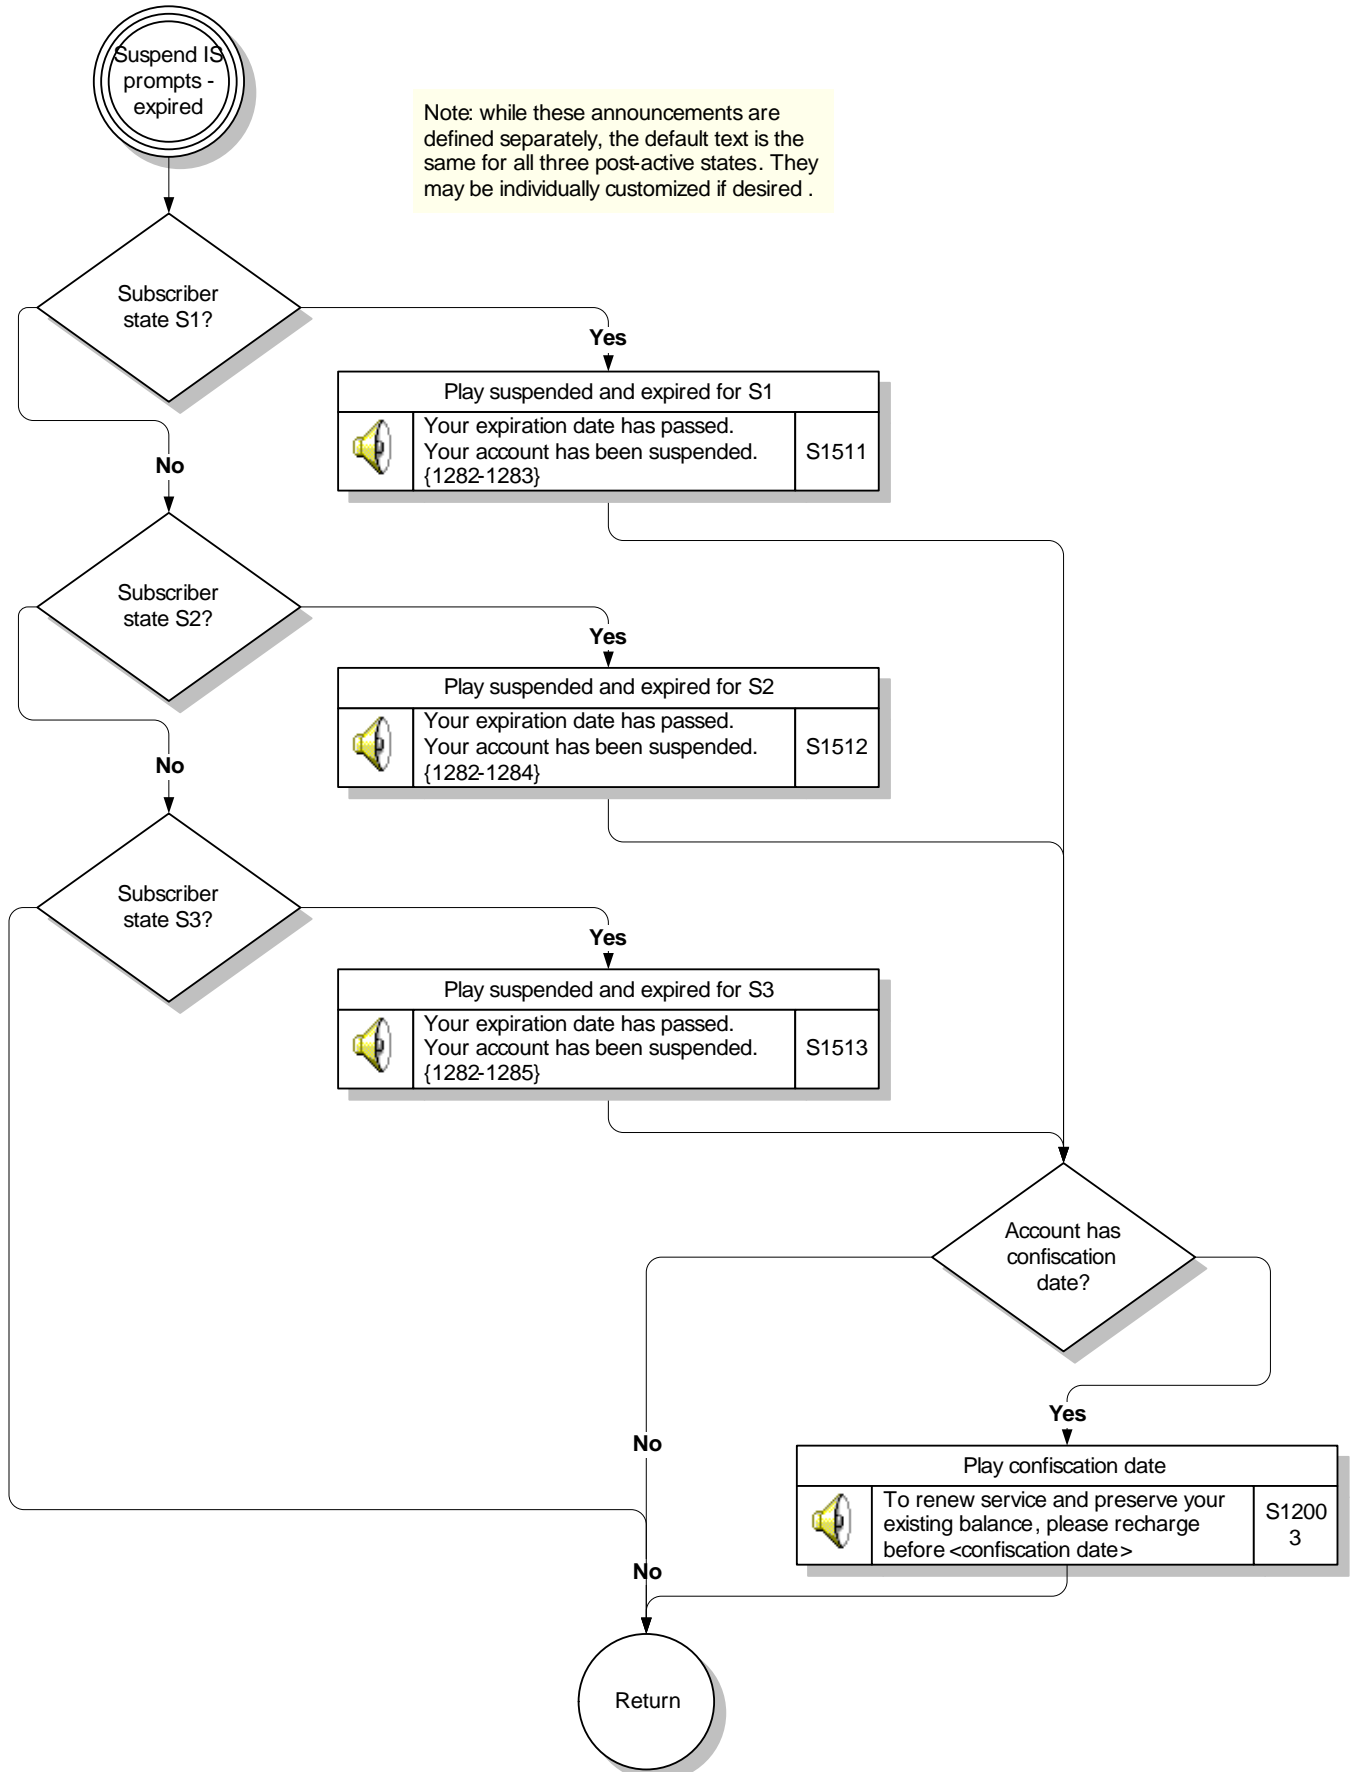 Suspend IS
prompts -
expired
Note: while these announcements are
defined separately, the default text is the
same for all three post-active states. They
may be individually customized if desired .
Subscriber
state S1?
Yes
Play suspended and expired for S1
Your expiration date has passed.
Your account has been suspended.
{1282-1283}
S1511
No
Subscriber
state S2?
Yes
Play suspended and expired for S2
Your expiration date has passed.
Your account has been suspended.
{1282-1284}
S1512
No
Subscriber
state S3?
Yes
Play suspended and expired for S3
Your expiration date has passed.
Your account has been suspended.
{1282-1285}
S1513
Account has
confiscation
date?
Yes
No
Play confiscation date
To renew service and preserve your
existing balance, please recharge
before <confiscation date>
S1200
3
No
Return